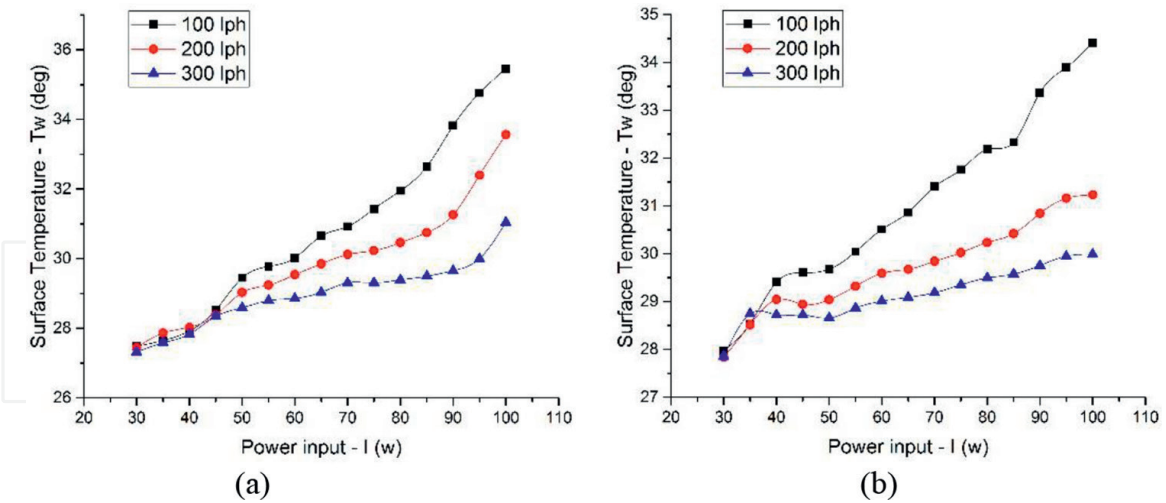 100 lph
200 lph
300 lph
Surface Temperature - Tw (deg)
36
34
32
30
28
26
20
30
40
50
60
70
80
90
100
110
Power input - I (w)
(a)
100 lph
200 lph
300 lph
Surface Temperature - Tw (deg)
35
34
33
32
31
30
29
28
27
20
30
40
50
60
70
80
90
100
110
Power input - I (w)
(b)